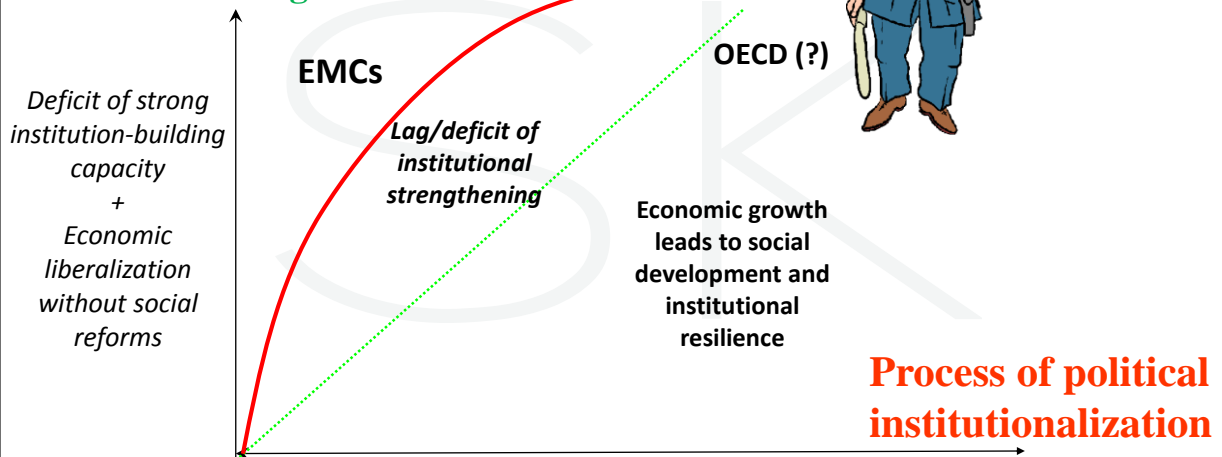 EMCs
OECD (?)
Deficit of strong
institution-building
capacity
+
Economic
liberalization
without social
reforms
Lag/deficit of
institutional
strengthening
Economic growth
leads to social
development and
institutional
resilience
Process of political
institutionalization
SK